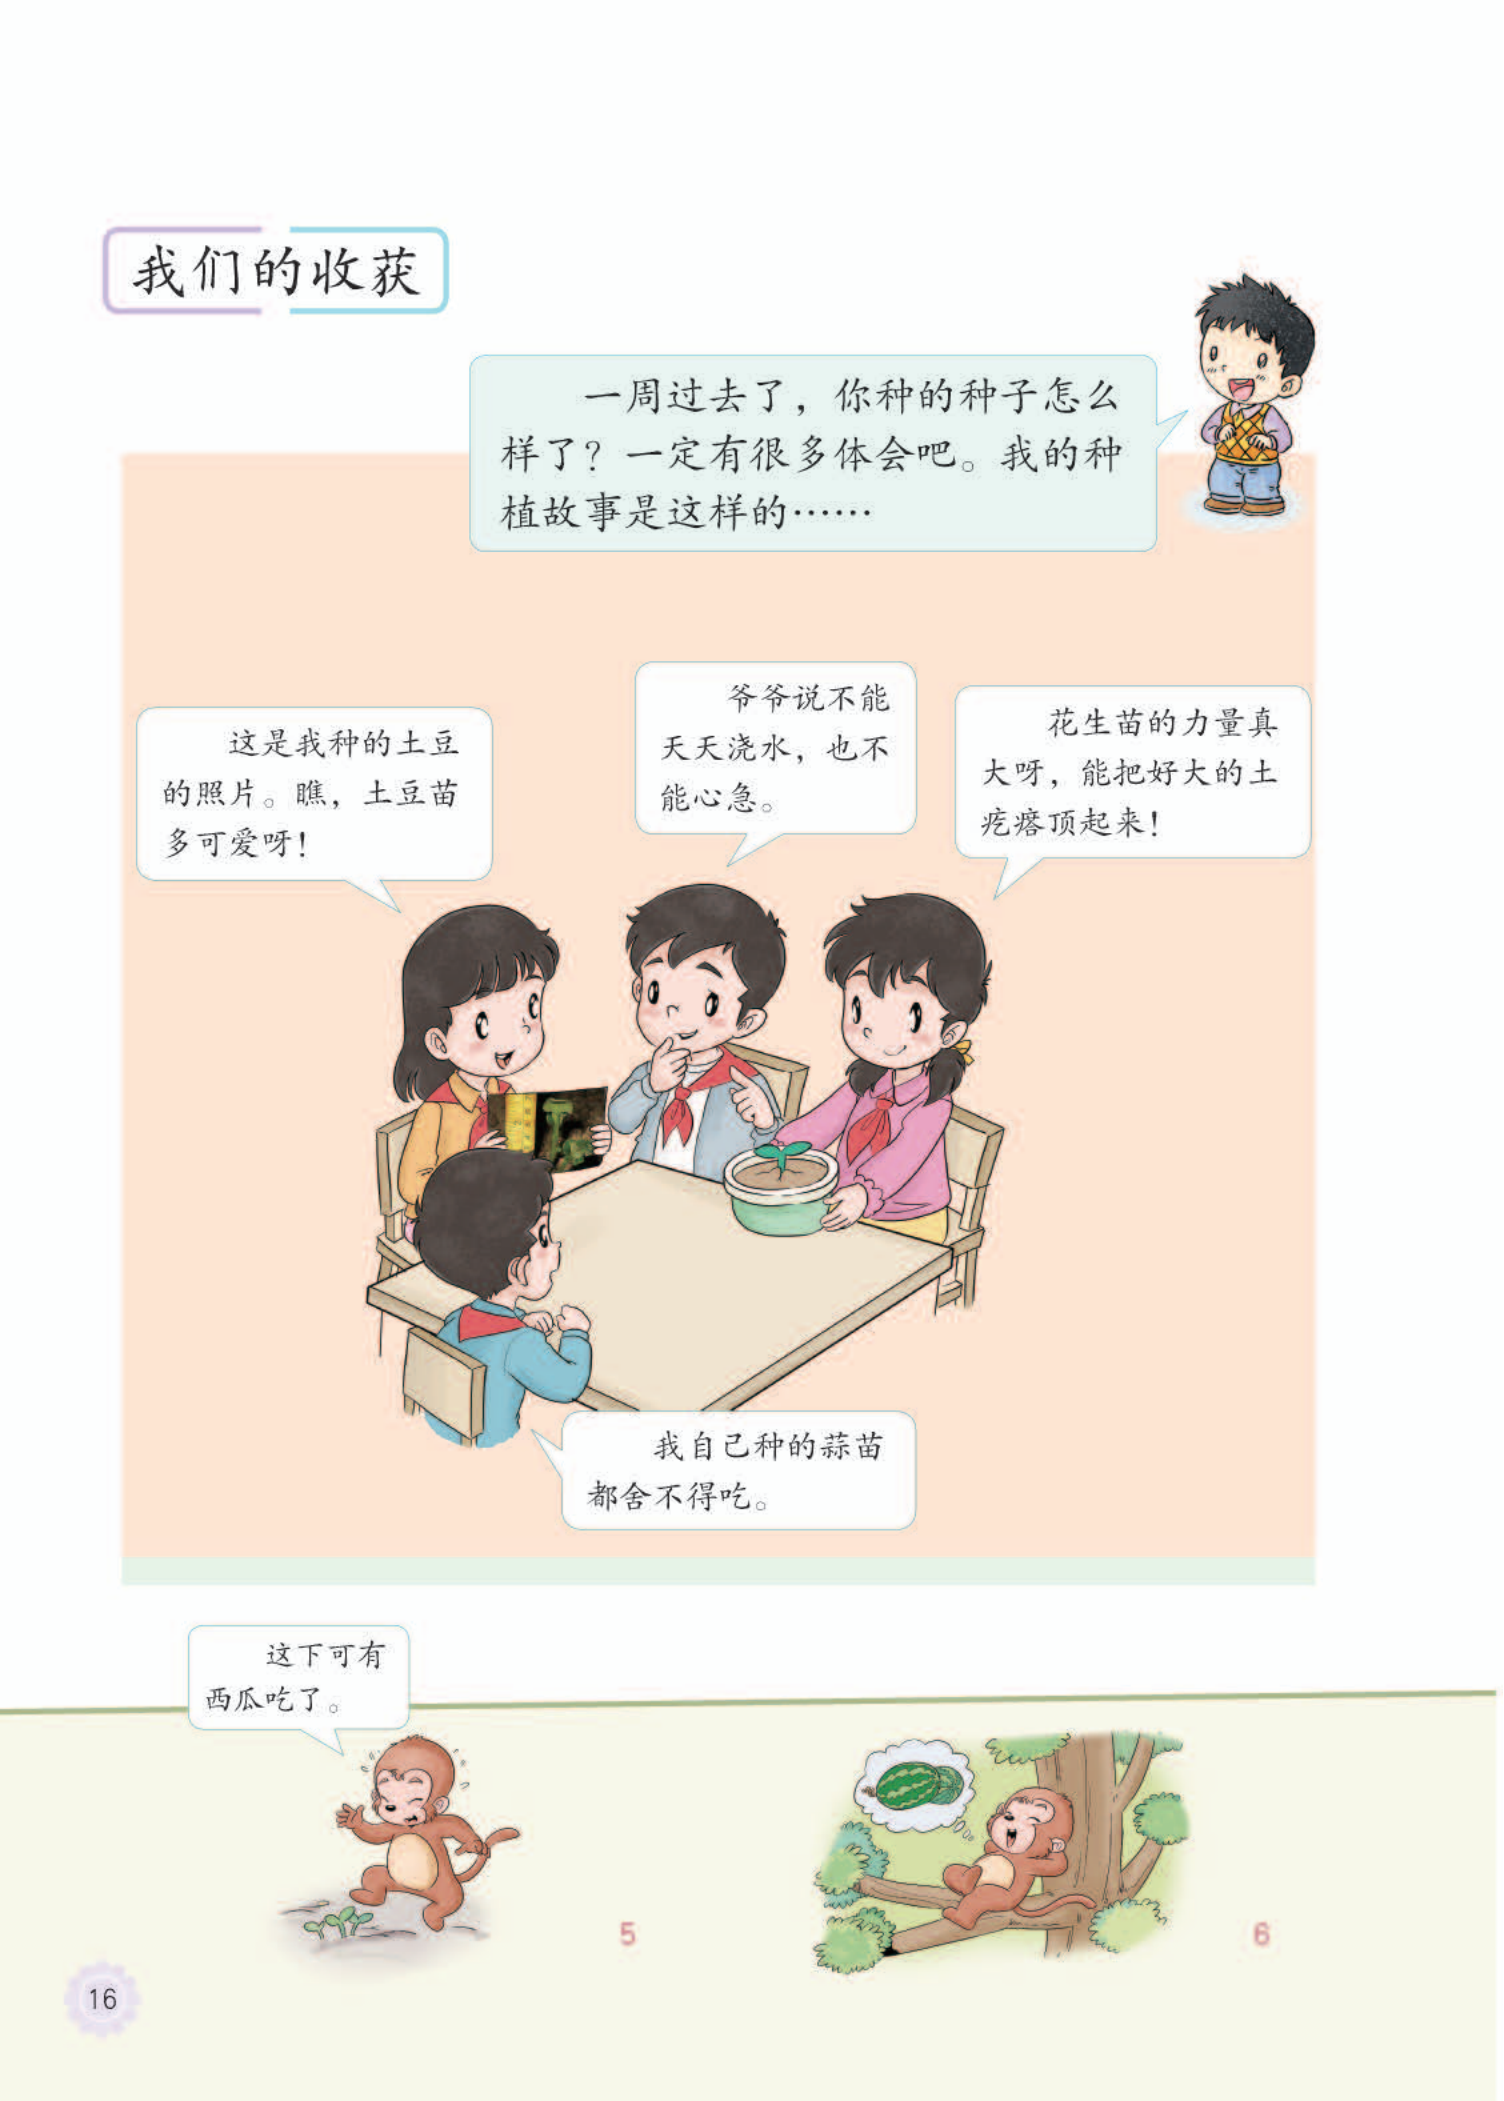 我们的收获
一周过去了，你种的种子怎么
样了？一定有很多体会吧。我的种
植故事是这样的……
这是我种的土豆
的照片。瞧，土豆苗
多可爱呀！
爷爷说不能
天天浇水，也不
能心急。
花生苗的力量真
大呀，能把好大的土
疙瘩顶起来！
我自己种的蒜苗
都舍不得吃。
这下可有
西瓜吃了。
5
6
16